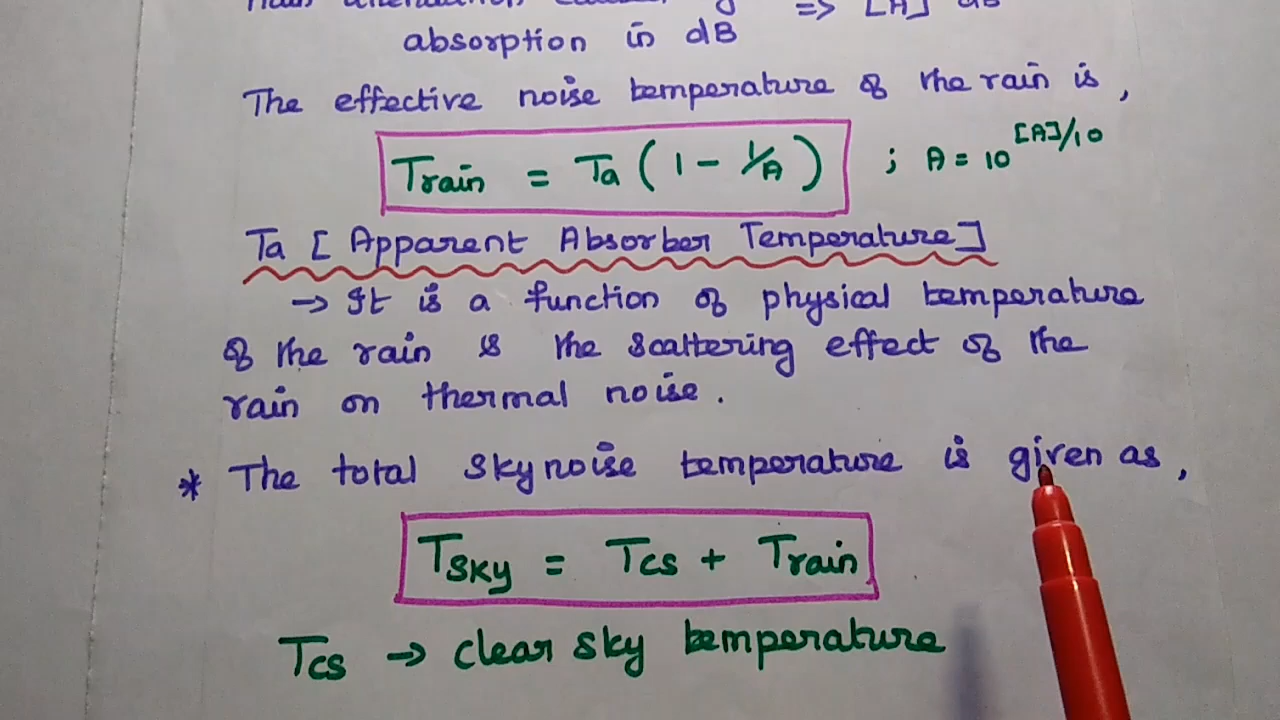 => [A] dB
absorption in dB
The effective noise temperature of the rain is,
Train = Ta (1 - 1/A) ; A = 10^[A]/10
Ta [Apparent Absorber Temperature]
→ It is a function of physical temperature
of the rain & the scattering effect of the
rain on thermal noise.
* The total sky noise temperature is given as,
TSky = Tcs + Train
Tcs → clear sky temperature